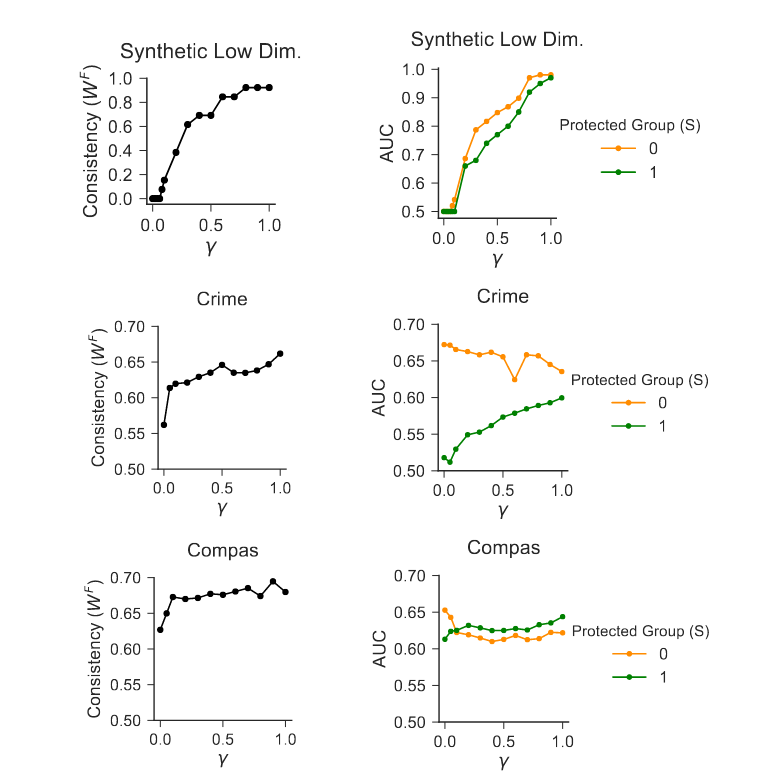 Synthetic Low Dim.
Consistency (W^F)
1.0
0.8
0.6
0.4
0.2
0.0
0.0 0.5 1.0
γ
Synthetic Low Dim.
AUC
1.0
0.9
0.8
0.7
0.6
0.5
0.0 0.5 1.0
γ
Protected Group (S)
0
1
Crime
Consistency (W^F)
0.70
0.65
0.60
0.55
0.50
0.0 0.5 1.0
γ
Crime
AUC
0.70
0.65
0.60
0.55
0.50
0.0 0.5 1.0
γ
Protected Group (S)
0
1
Compas
Consistency (W^F)
0.70
0.65
0.60
0.55
0.50
0.0 0.5 1.0
γ
Compas
AUC
0.70
0.65
0.60
0.55
0.50
0.0 0.5 1.0
γ
Protected Group (S)
0
1